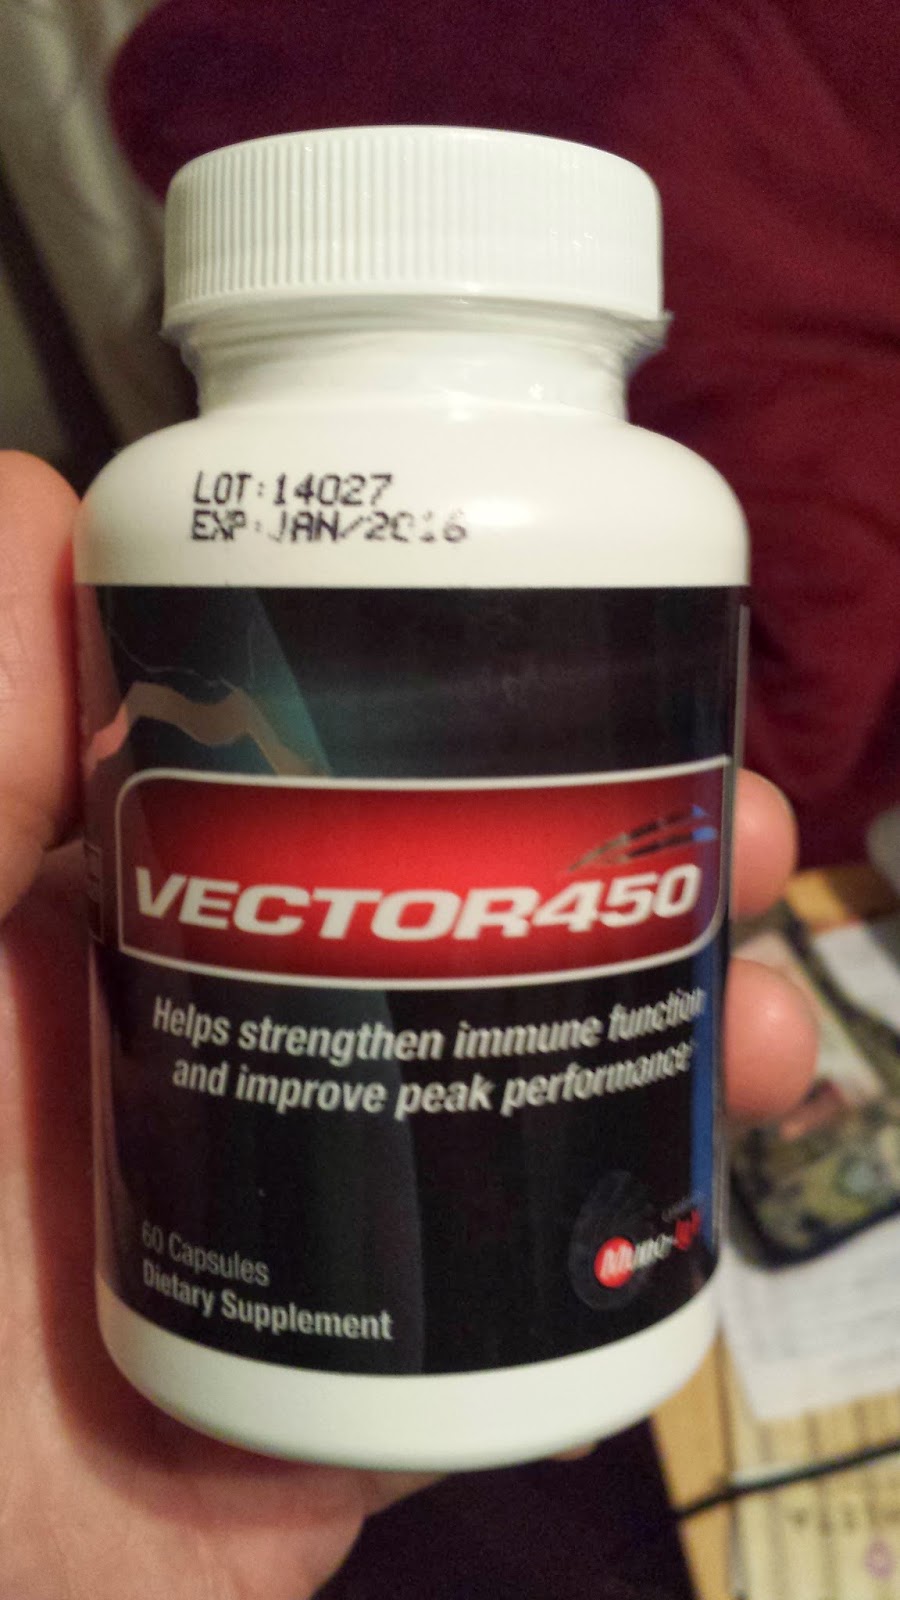 LOT:14027
EXP:JAN/2016
VECTOR450
Helps strengthen immune function
and improve peak performance
60 Capsules
Dietary Supplement